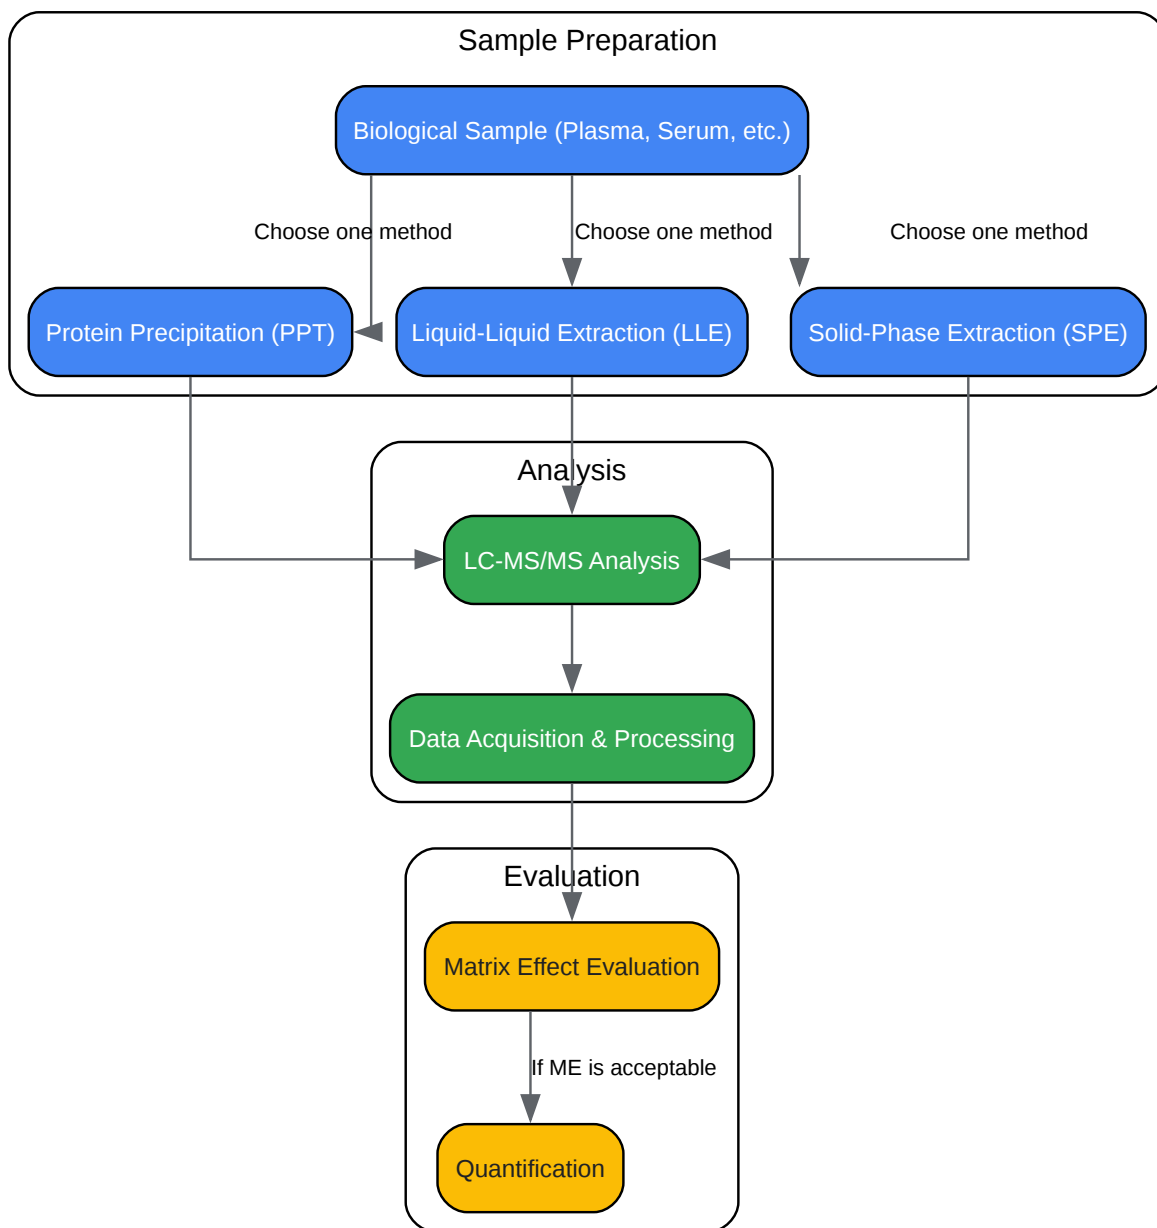 Sample Preparation
Biological Sample (Plasma, Serum, etc.)
Choose one method
Choose one method
Choose one method
Protein Precipitation (PPT)
Liquid-Liquid Extraction (LLE)
Solid-Phase Extraction (SPE)
Analysis
LC-MS/MS Analysis
Data Acquisition & Processing
Evaluation
Matrix Effect Evaluation
If ME is acceptable
Quantification